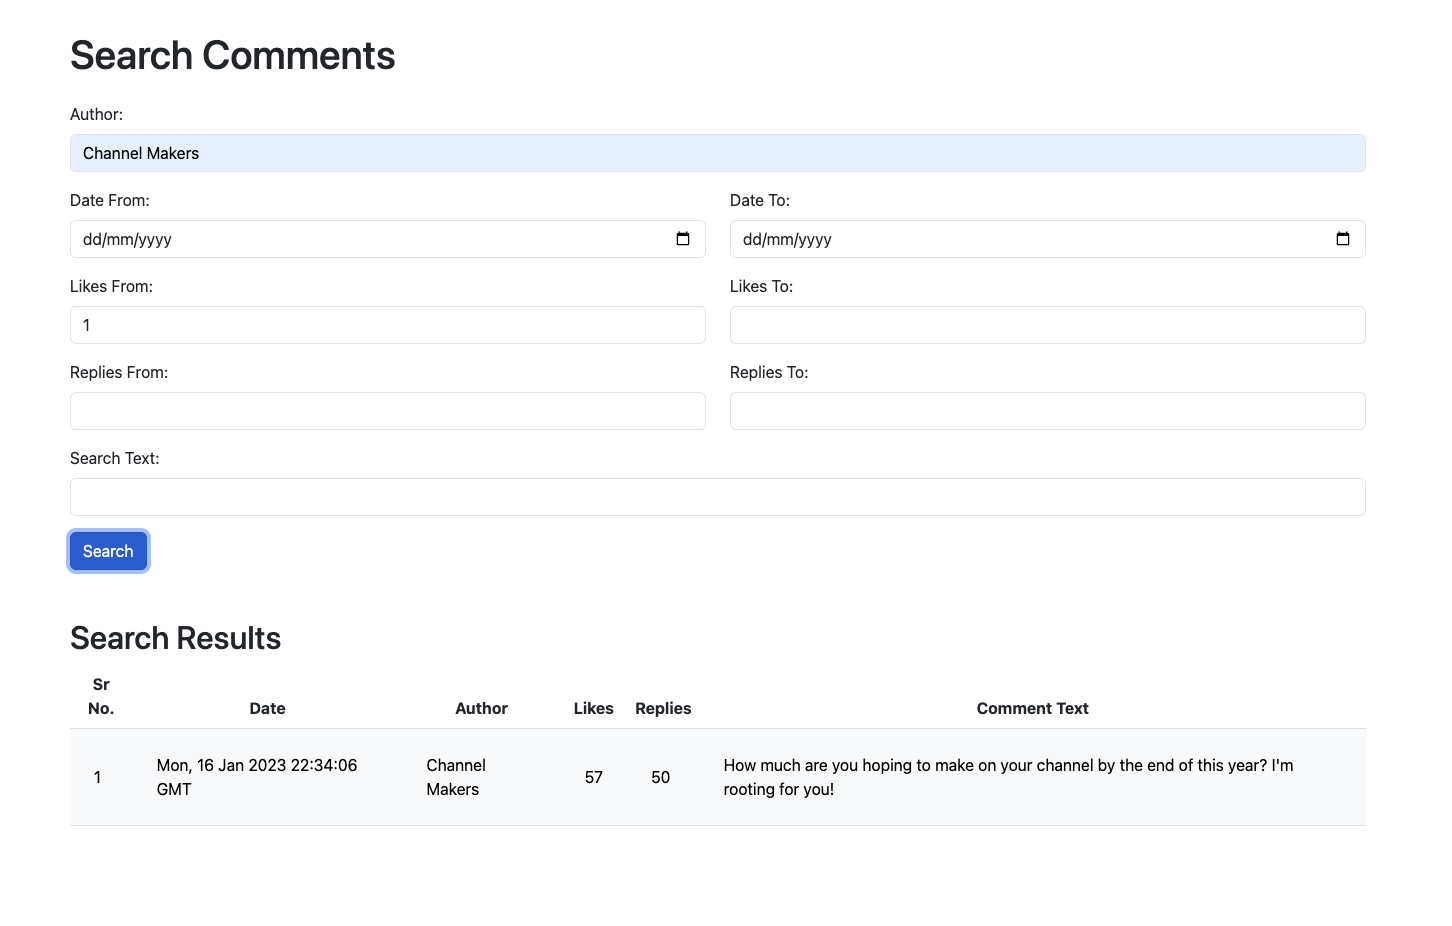 Search Comments
Author:
Channel Makers
Date From:
Date To:
dd/mm/yyyy
dd/mm/yyyy
Likes From:
Likes To:
1
Replies From:
Replies To:
Search Text:
Search
Search Results
Sr
No.
Date
Author
Likes
Replies
Comment Text
1
Mon, 16 Jan 2023 22:34:06
GMT
Channel
Makers
57
50
How much are you hoping to make on your channel by the end of this year? I'm
rooting for you!